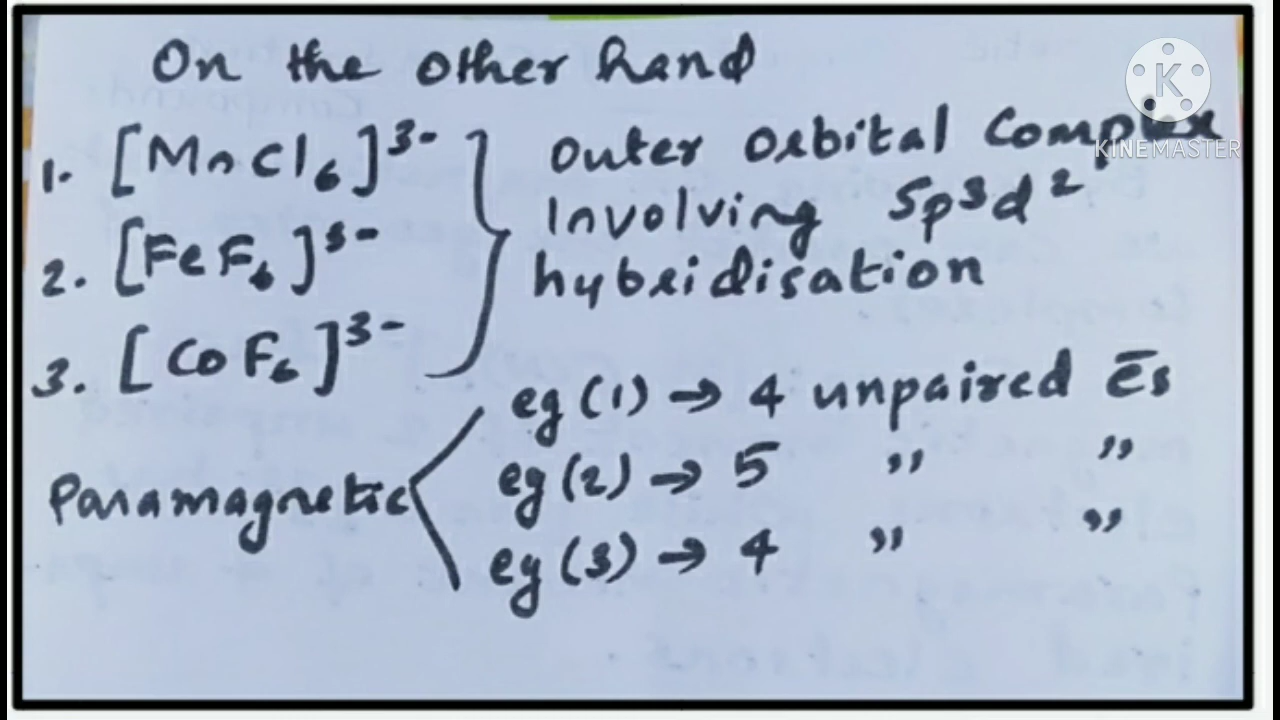 On the other hand
1. [MnCl6]3-
2. [FeF6]3-
3. [CoF6]3-
Outer Orbital Complex
Involving Sp3d2
hybridisation
Paramagnetic
eg (1) → 4 unpaired ēs
eg (2) → 5 " "
eg (3) → 4 " "
K
KINEMASTER